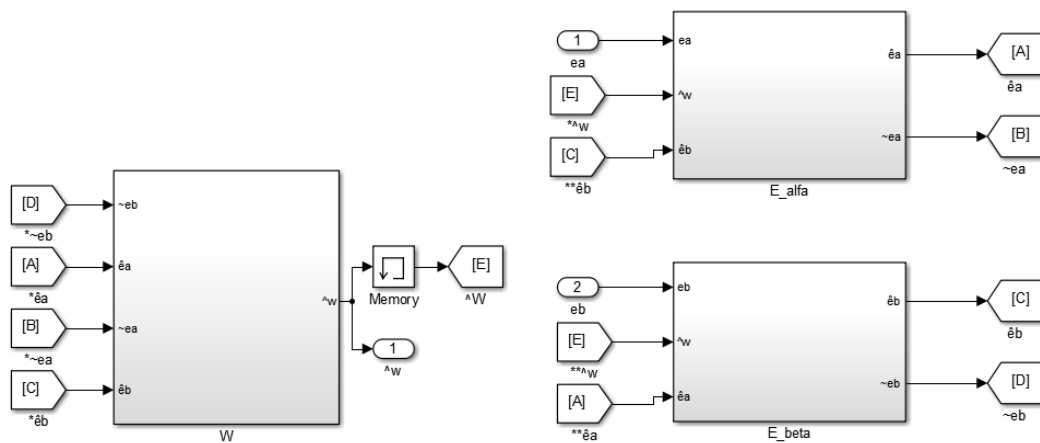 [D]
*~eb
[A]
*êa
[B]
*~ea
[C]
*êb
~eb
êa
~ea
êb
^w
W
Memory
[E]
^W
1
^w
1
ea
[E]
*^w
[C]
**êb
ea
^w
êb
êa
~ea
E_alfa
[A]
êa
[B]
~ea
2
eb
[E]
**^w
[A]
**êa
eb
^w
êa
êb
~eb
E_beta
[C]
êb
[D]
~eb